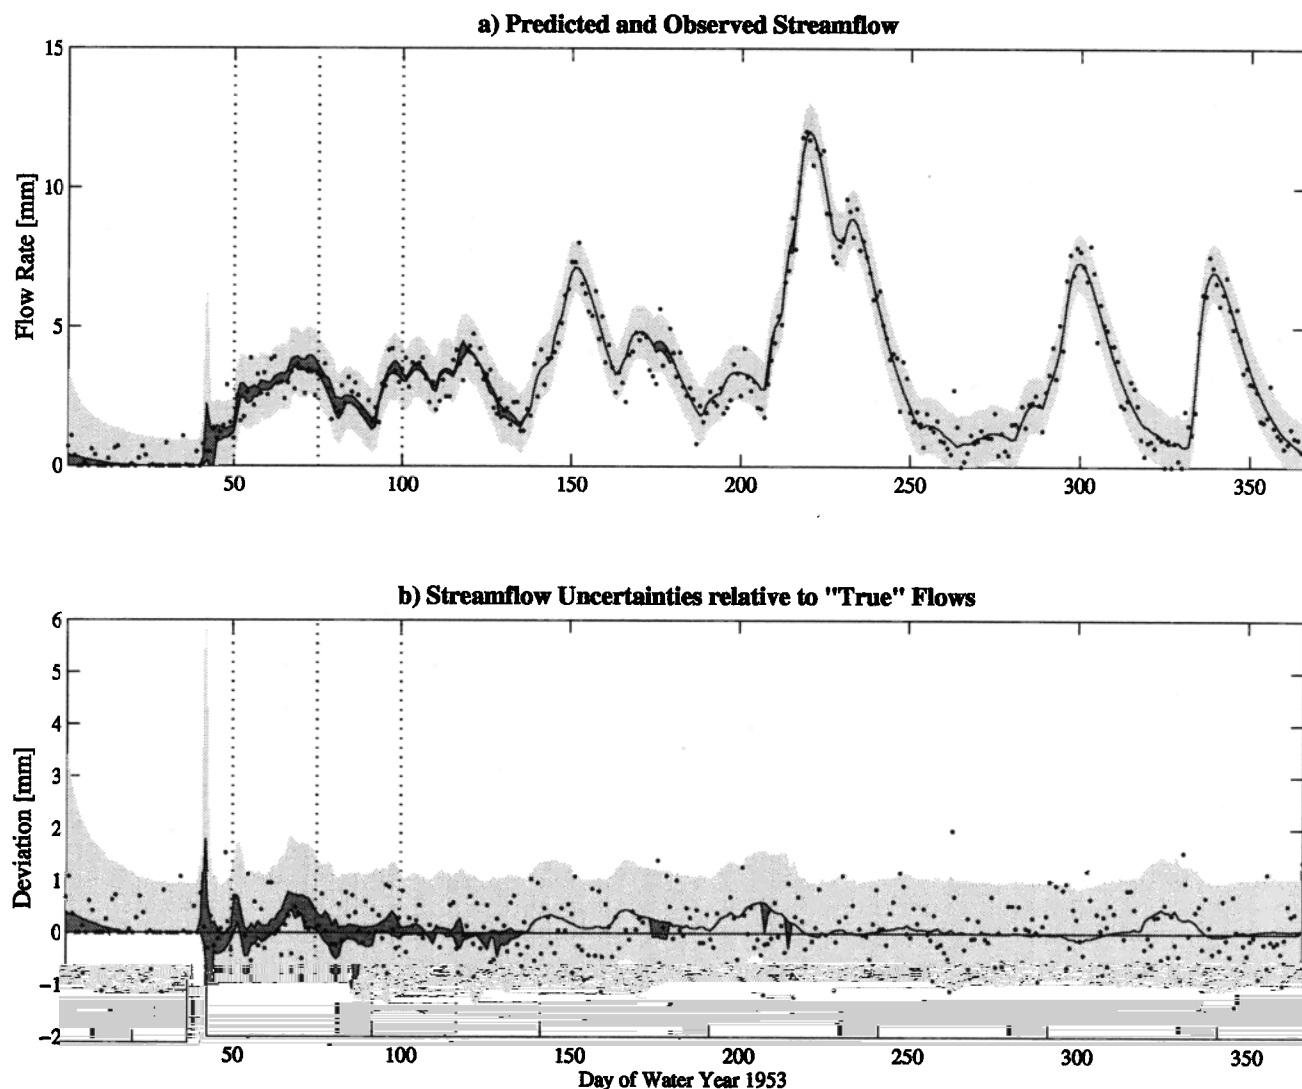 a) Predicted and Observed Streamflow
15
10
5
0
Flow Rate [mm]
50 100 150 200 250 300 350
b) Streamflow Uncertainties relative to "True" Flows
6
5
4
3
2
1
0
−1
−2
Deviation [mm]
50 100 150 200 250 300 350
Day of Water Year 1953